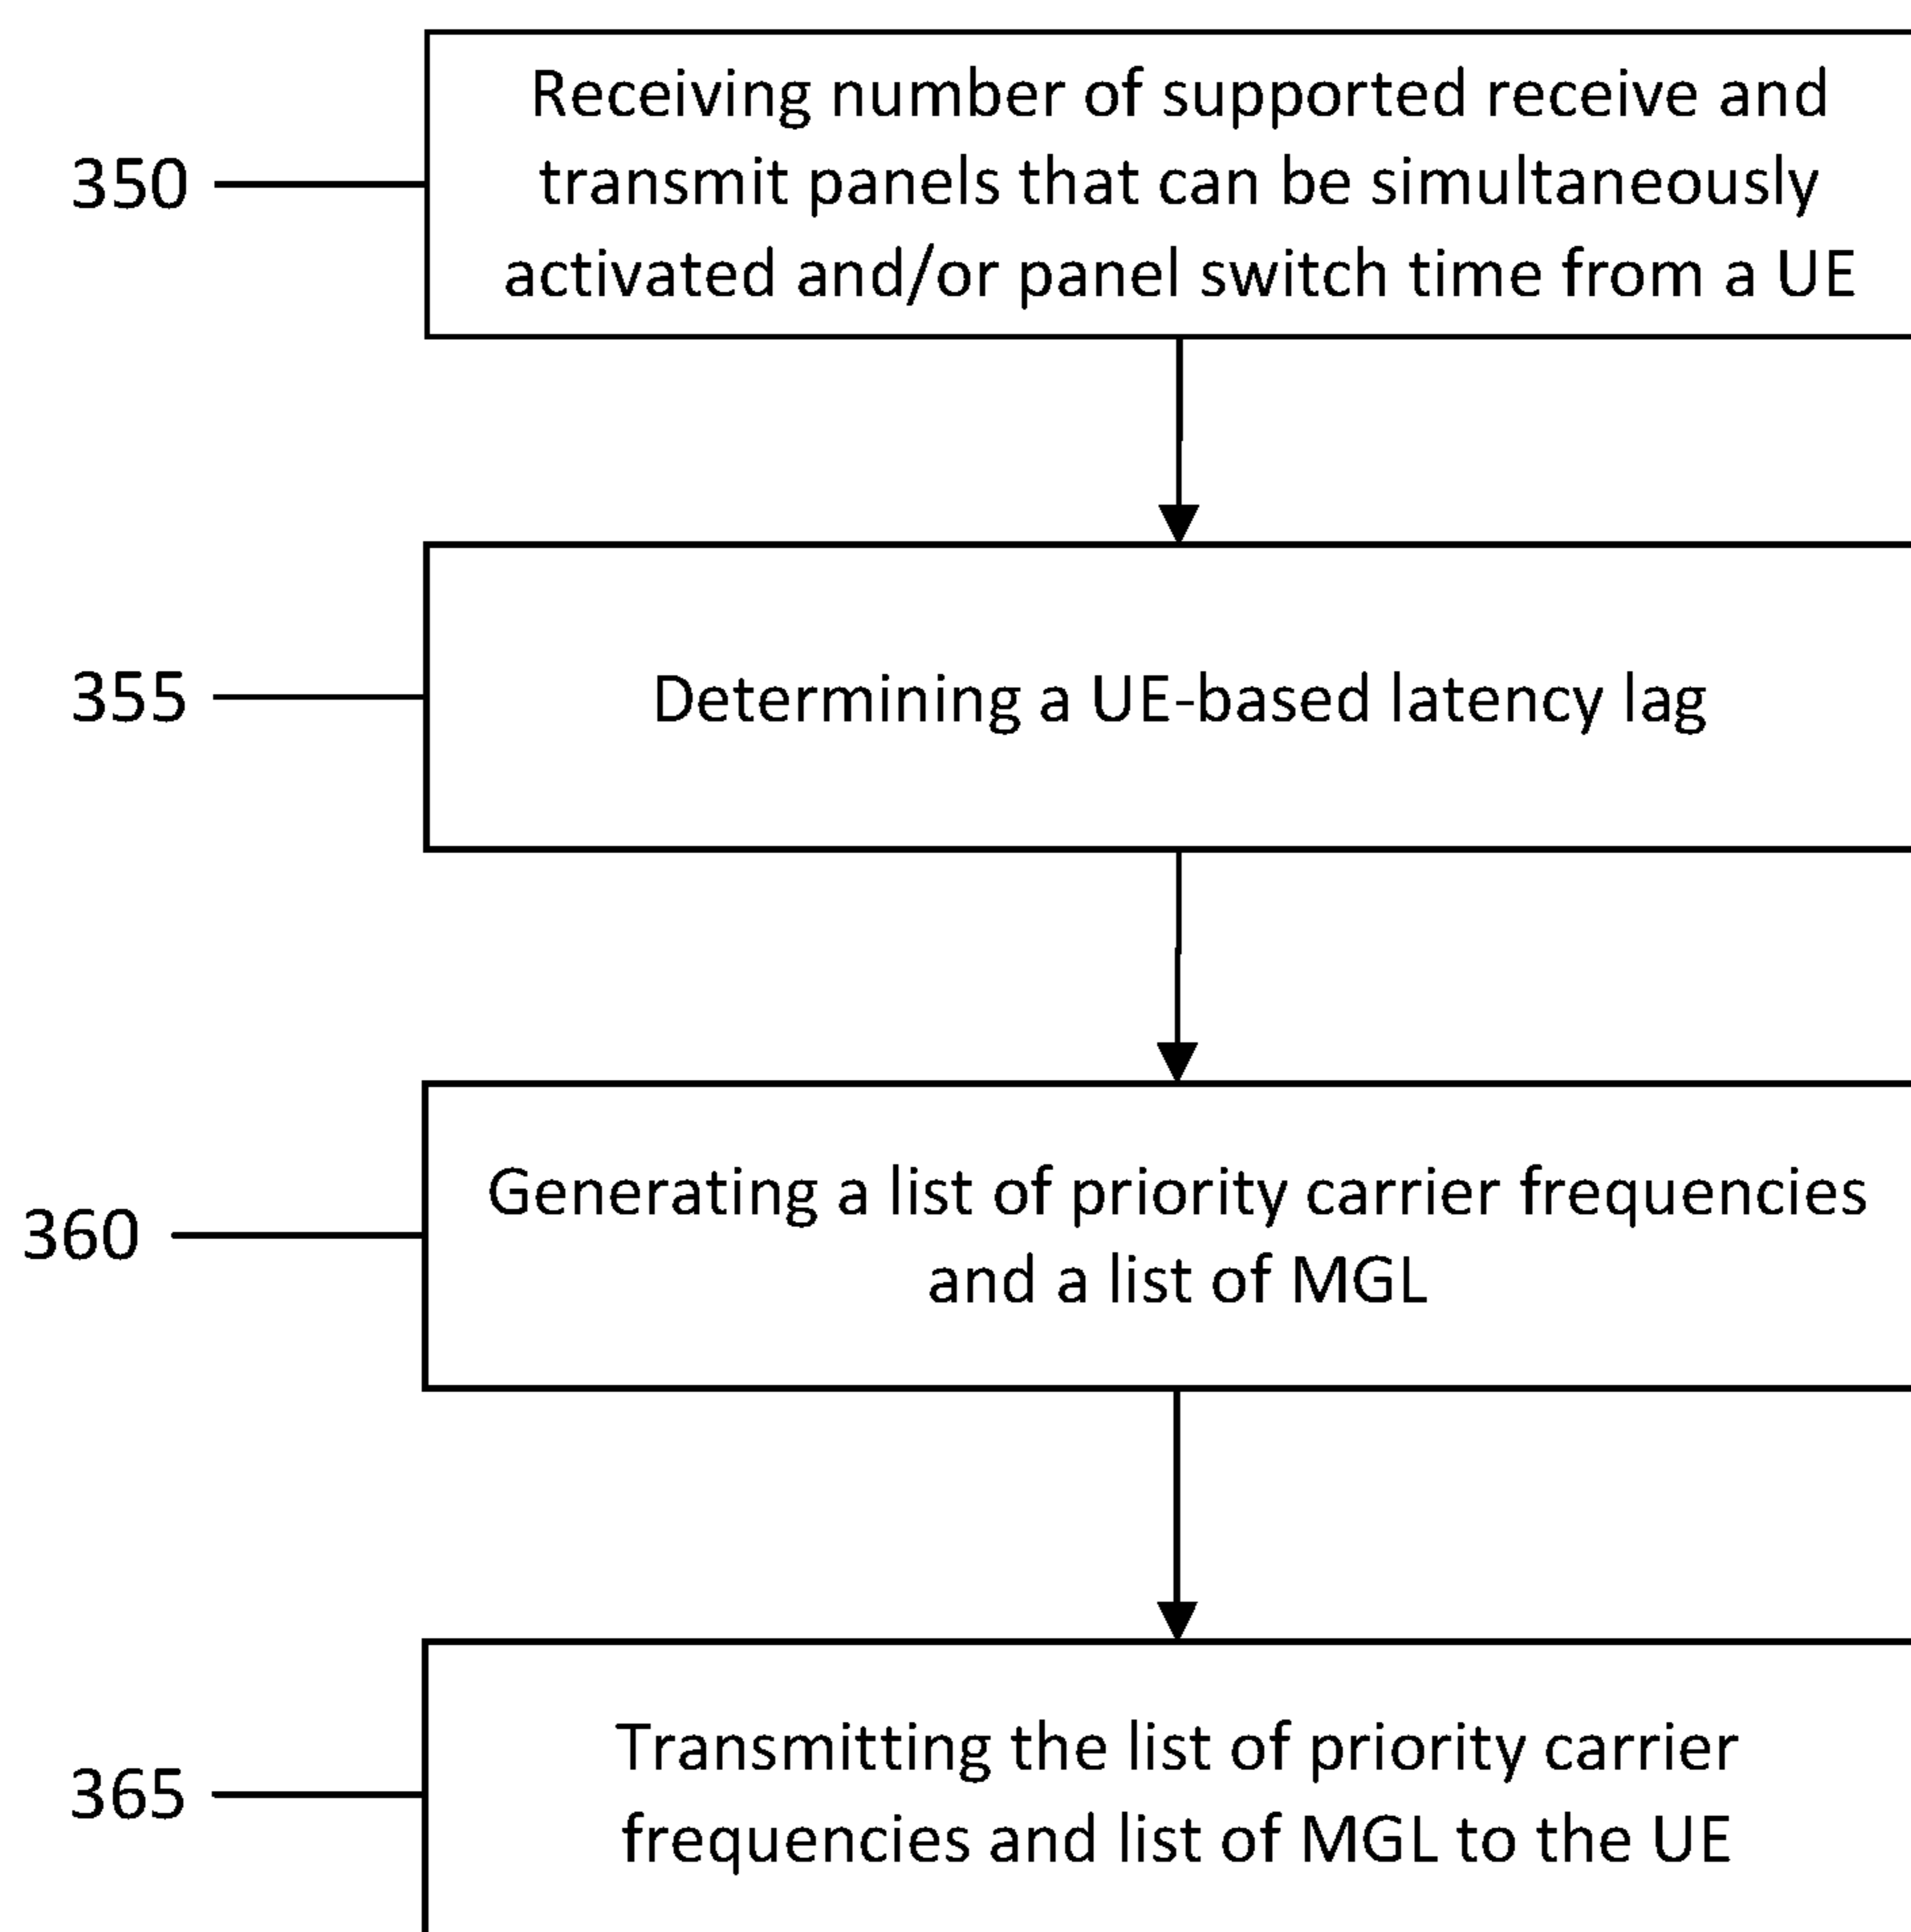 Receiving number of supported receive and
350
transmit panels that can be simultaneously
activated and/or panel switch time from a UE
355
Determining a UE-based latency lag
Generating a list of priority carrier frequencies
360
and a list of MGL
Transmitting the list of priority carrier
365
frequencies and list of MGL to the UE